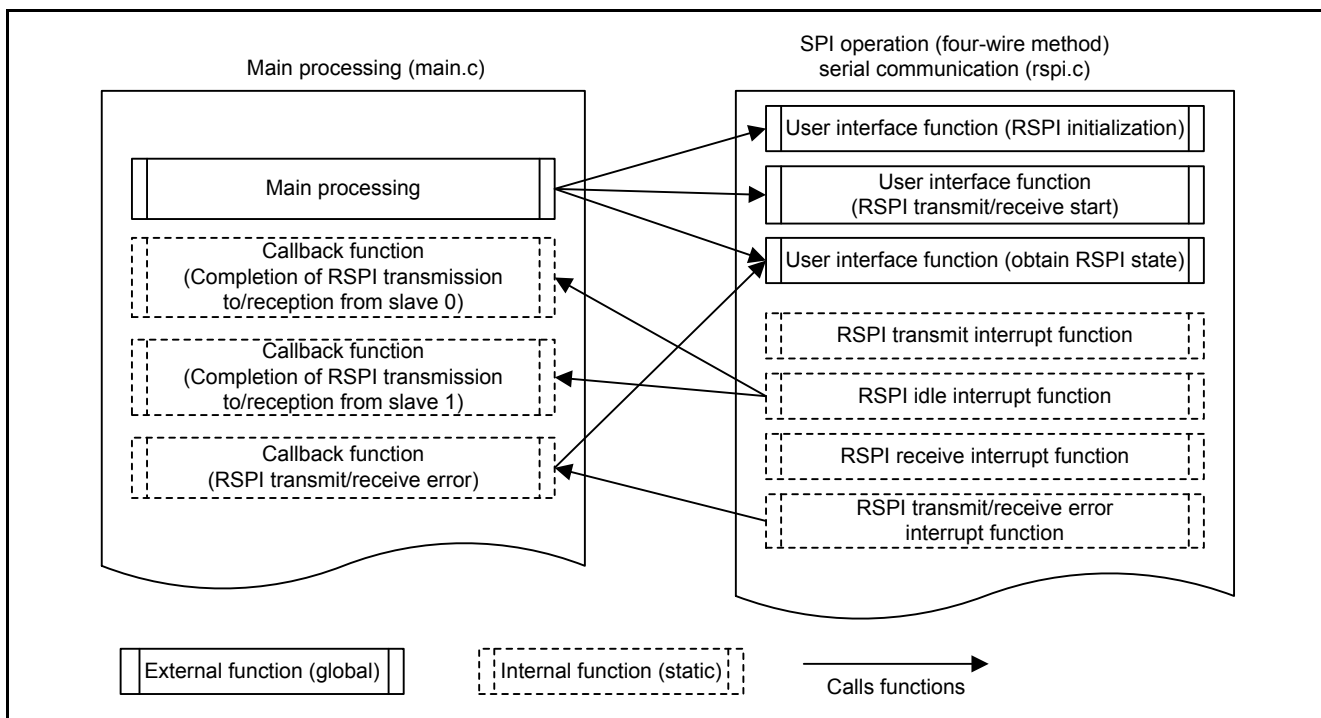 Main processing (main.c)
Main processing
Callback function
(Completion of RSPI transmission
to/reception from slave 0)
Callback function
(Completion of RSPI transmission
to/reception from slave 1)
Callback function
(RSPI transmit/receive error)
SPI operation (four-wire method)
serial communication (rspi.c)
User interface function (RSPI initialization)
User interface function
(RSPI transmit/receive start)
User interface function (obtain RSPI state)
RSPI transmit interrupt function
RSPI idle interrupt function
RSPI receive interrupt function
RSPI transmit/receive error
interrupt function
External function (global)
Internal function (static)
Calls functions